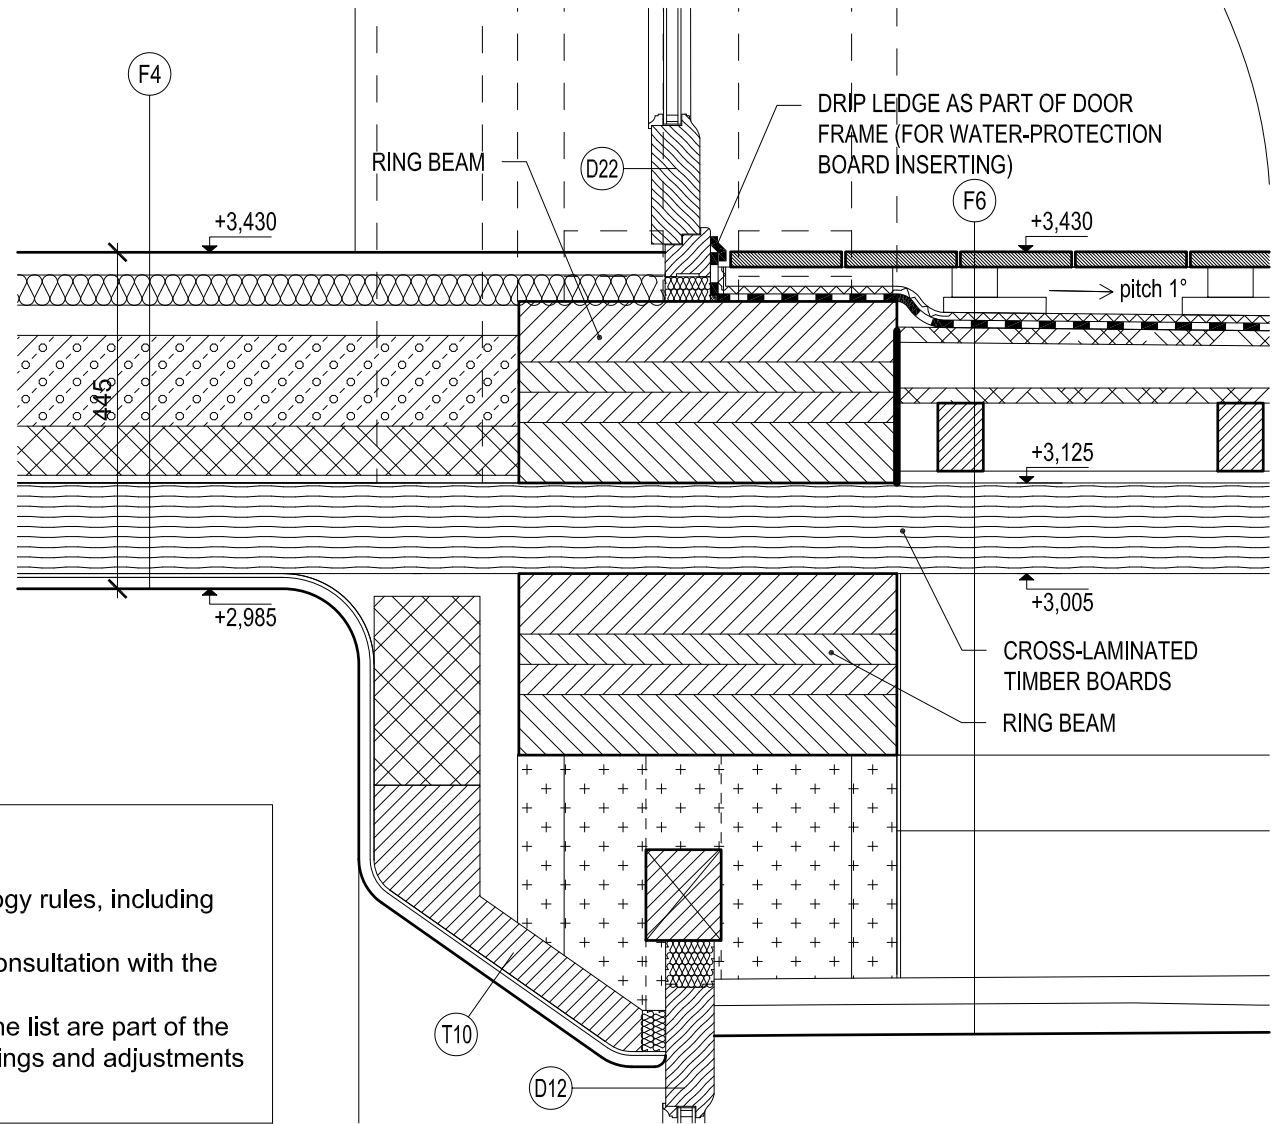 F4
DRIP LEDGE AS PART OF DOOR
FRAME (FOR WATER-PROTECTION
BOARD INSERTING)
RING BEAM
D22
F6
+3,430
+3,430
pitch 1°
445
+3,125
+2,985
+3,005
CROSS-LAMINATED
TIMBER BOARDS
RING BEAM
ogy rules, including
onsultation with the
ne list are part of the
ings and adjustments
T10
D12